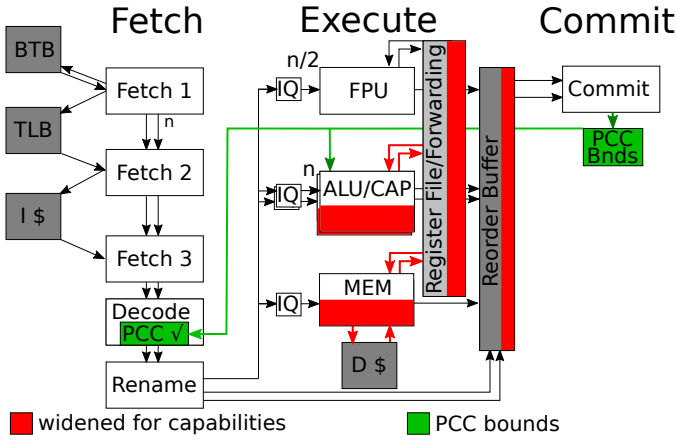 Fetch
Execute
Commit
BTB
Fetch 1
n
TLB
Fetch 2
I $
Fetch 3
Decode
PCC √
Rename
n/2
IQ
FPU
n
IQ
ALU/CAP
IQ
MEM
D $
Register File/Forwarding
Reorder Buffer
Commit
PCC
Bnds
widened for capabilities
PCC bounds